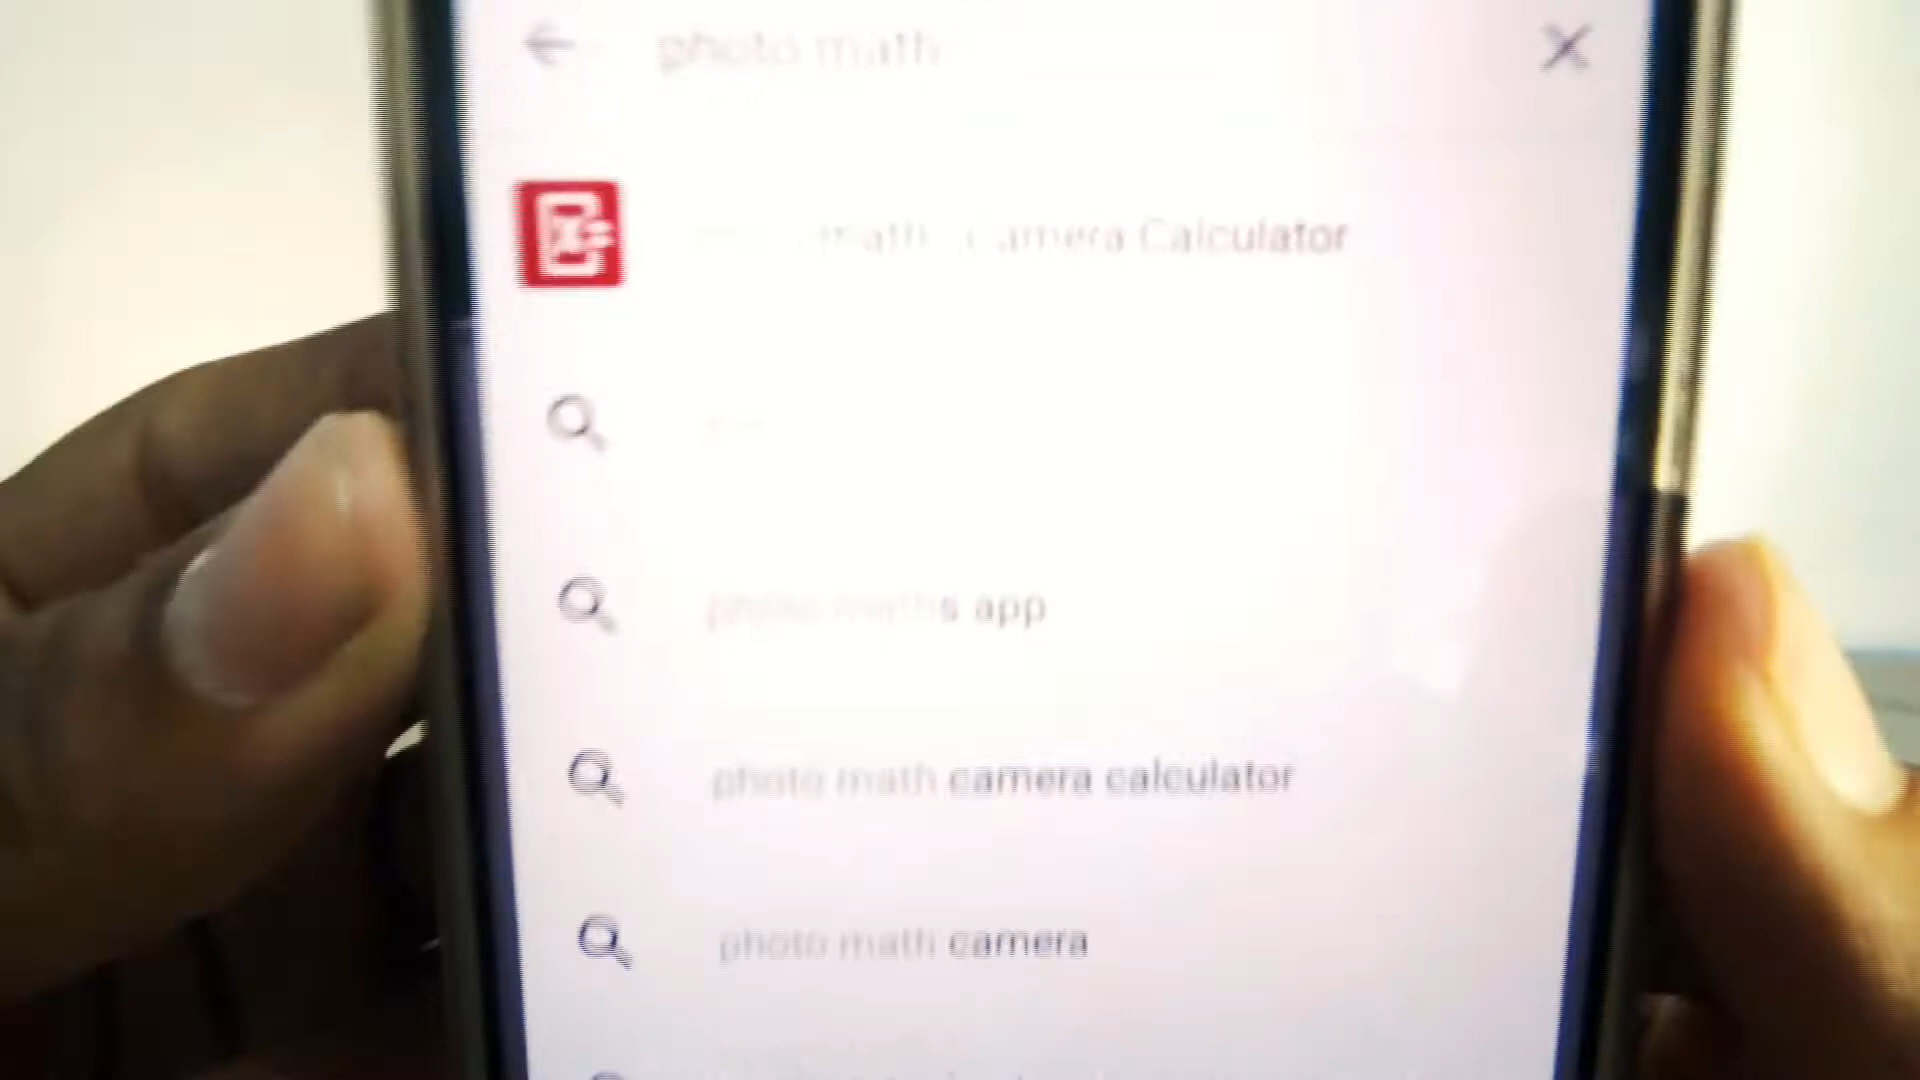 photo math
math Camera Calculator
photo maths app
photo math camera calculator
photo math camera